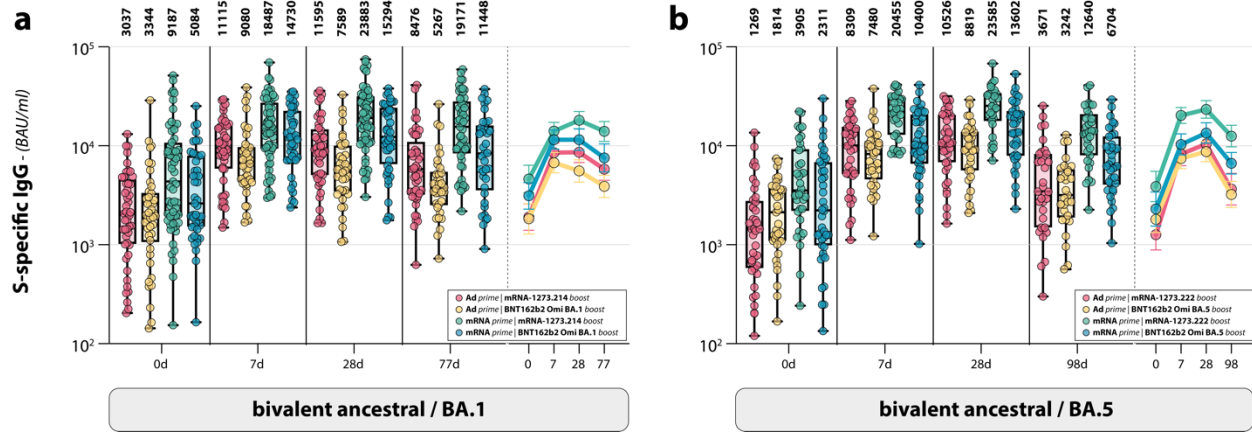 a
3037 3344 9187 5084 11115 9080 18487 14730 11595 7589 23883 15294 8476 5267 19171 11448
S-specific IgG - (BAU/ml)
10⁵
10⁴
10³
10²
Ad prime | mRNA-1273.214 boost
Ad prime | BNT162b2 Omi BA.1 boost
mRNA prime | mRNA-1273.214 boost
mRNA prime | BNT162b2 Omi BA.1 boost
0d 7d 28d 77d 0 7 28 77
bivalent ancestral / BA.1
b
1269 1814 3905 2311 8309 7480 20455 10400 10526 8819 23585 13602 3671 3242 12640 6704
10⁵
10⁴
10³
10²
Ad prime | mRNA-1273.222 boost
Ad prime | BNT162b2 Omi BA.5 boost
mRNA prime | mRNA-1273.222 boost
mRNA prime | BNT162b2 Omi BA.5 boost
0d 7d 28d 98d 0 7 28 98
bivalent ancestral / BA.5